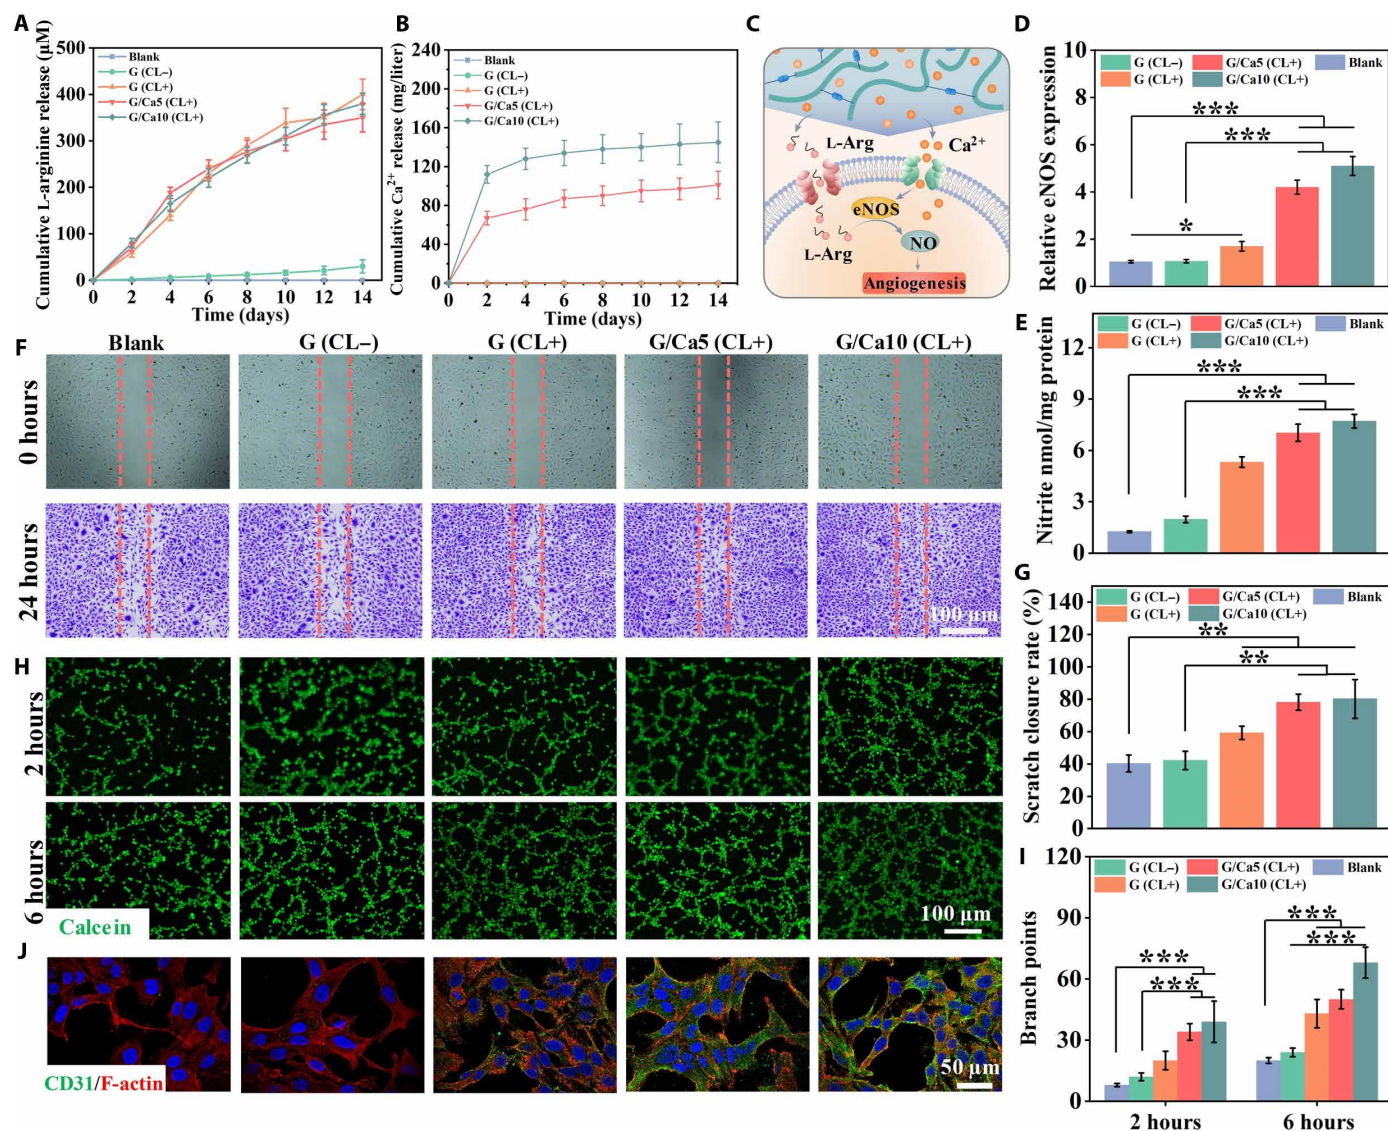 A
Cumulative L-arginine release (μM)
500
400
300
200
100
0
Blank
G (CL−)
G (CL+)
G/Ca5 (CL+)
G/Ca10 (CL+)
0 2 4 6 8 10 12 14
Time (days)
B
Cumulative Ca2+ release (mg/liter)
240
200
160
120
80
40
0
Blank
G (CL−)
G (CL+)
G/Ca5 (CL+)
G/Ca10 (CL+)
0 2 4 6 8 10 12 14
Time (days)
C
L-Arg
Ca2+
eNOS
L-Arg
NO
Angiogenesis
D
Relative eNOS expression
10
8
6
4
2
0
G (CL−) G/Ca5 (CL+) Blank
G (CL+) G/Ca10 (CL+)
***
***
*
E
Nitrite nmol/mg protein
12
9
6
3
0
G (CL−) G/Ca5 (CL+) Blank
G (CL+) G/Ca10 (CL+)
***
***
F
Blank G (CL−) G (CL+) G/Ca5 (CL+) G/Ca10 (CL+)
0 hours
24 hours
100 μm
G
Scratch closure rate (%)
140
120
100
80
60
40
20
0
G (CL−) G/Ca5 (CL+) Blank
G (CL+) G/Ca10 (CL+)
**
**
H
2 hours
6 hours
Calcein
100 μm
I
Branch points
120
90
60
30
0
G (CL−) G/Ca5 (CL+) Blank
G (CL+) G/Ca10 (CL+)
***
***
***
***
2 hours 6 hours
J
CD31/F-actin
50 μm